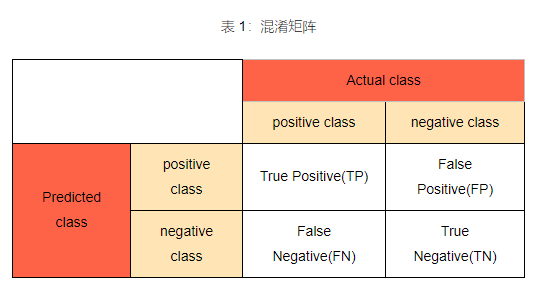 表 1：混淆矩阵
Actual class
positive class negative class
Predicted
class
positive
class
True Positive(TP)
False
Positive(FP)
negative
class
False
Negative(FN)
True
Negative(TN)